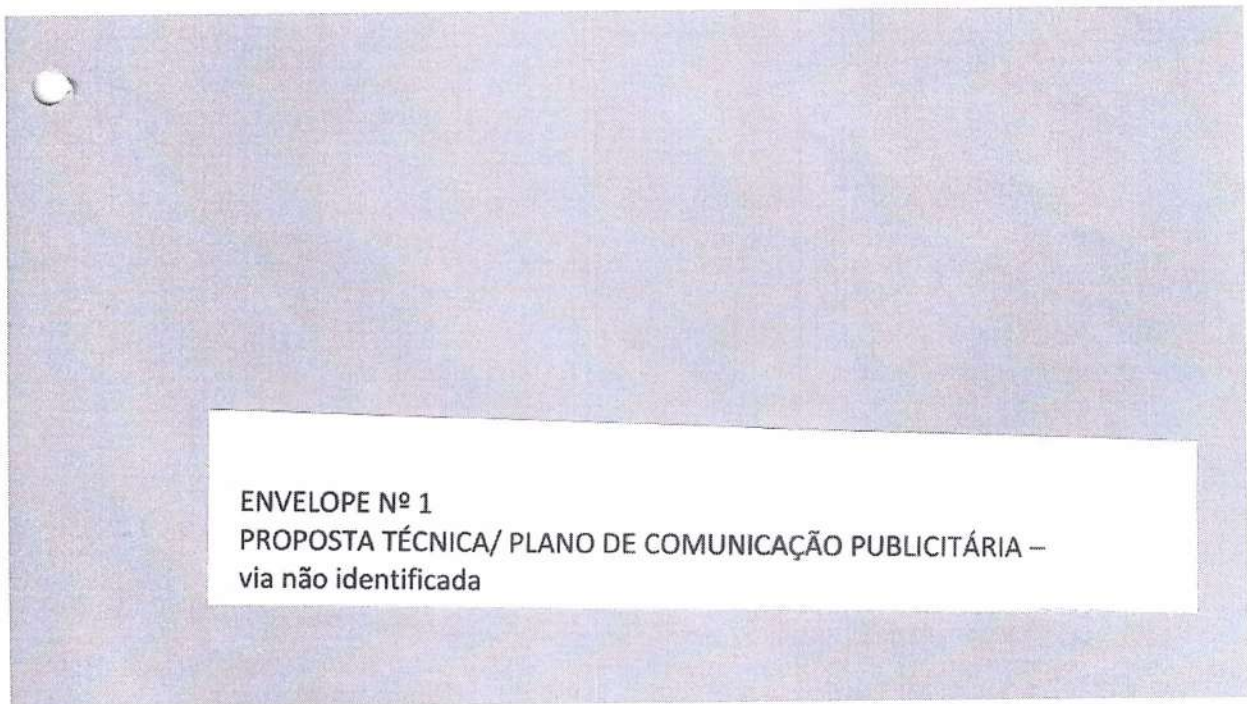 ENVELOPE Nº 1
PROPOSTA TÉCNICA/ PLANO DE COMUNICAÇÃO PUBLICITÁRIA –
via não identificada